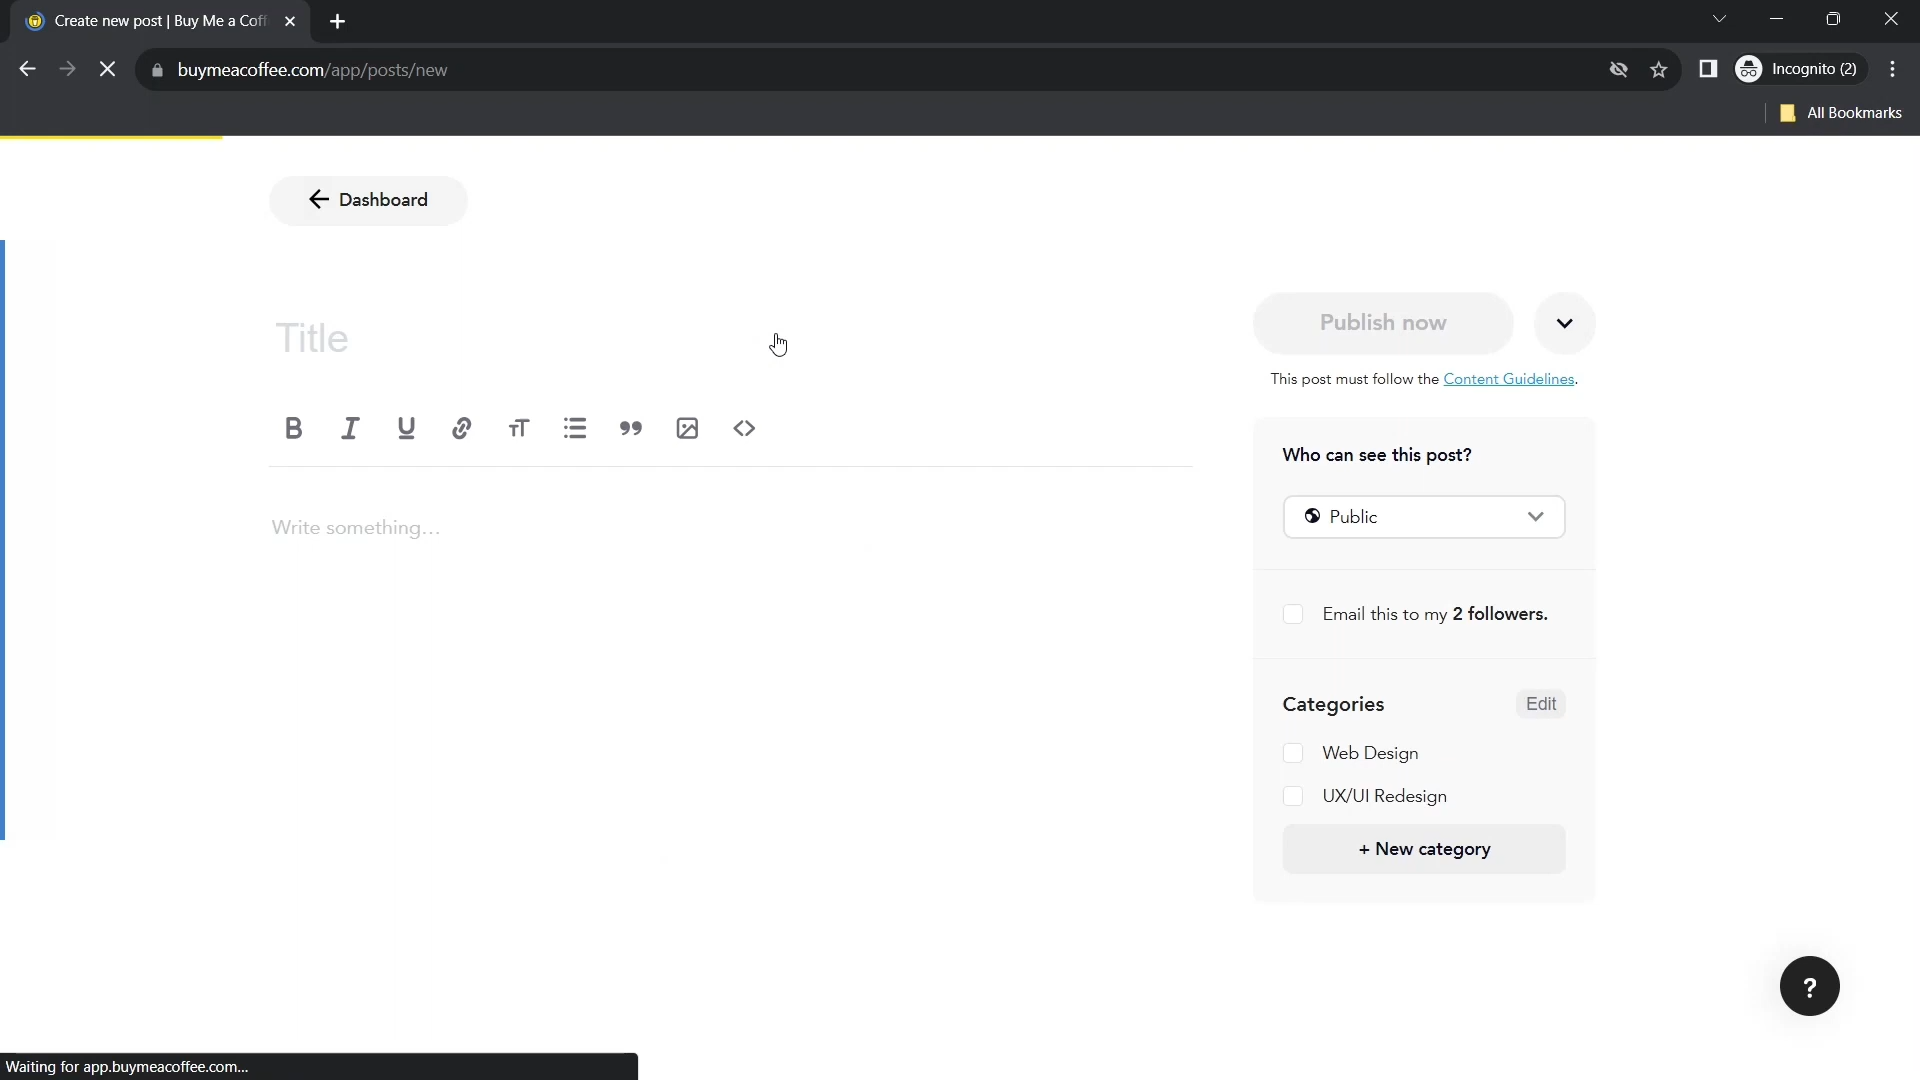 Create new post | Buy Me a Coff
buymeacoffee.com/app/posts/new
Incognito (2)
All Bookmarks
Dashboard
Title
Publish now
This post must follow the Content Guidelines.
Who can see this post?
Public
Write something...
Email this to my 2 followers.
Categories
Edit
Web Design
UX/UI Redesign
+ New category
?
Waiting for app.buymeacoffee.com...